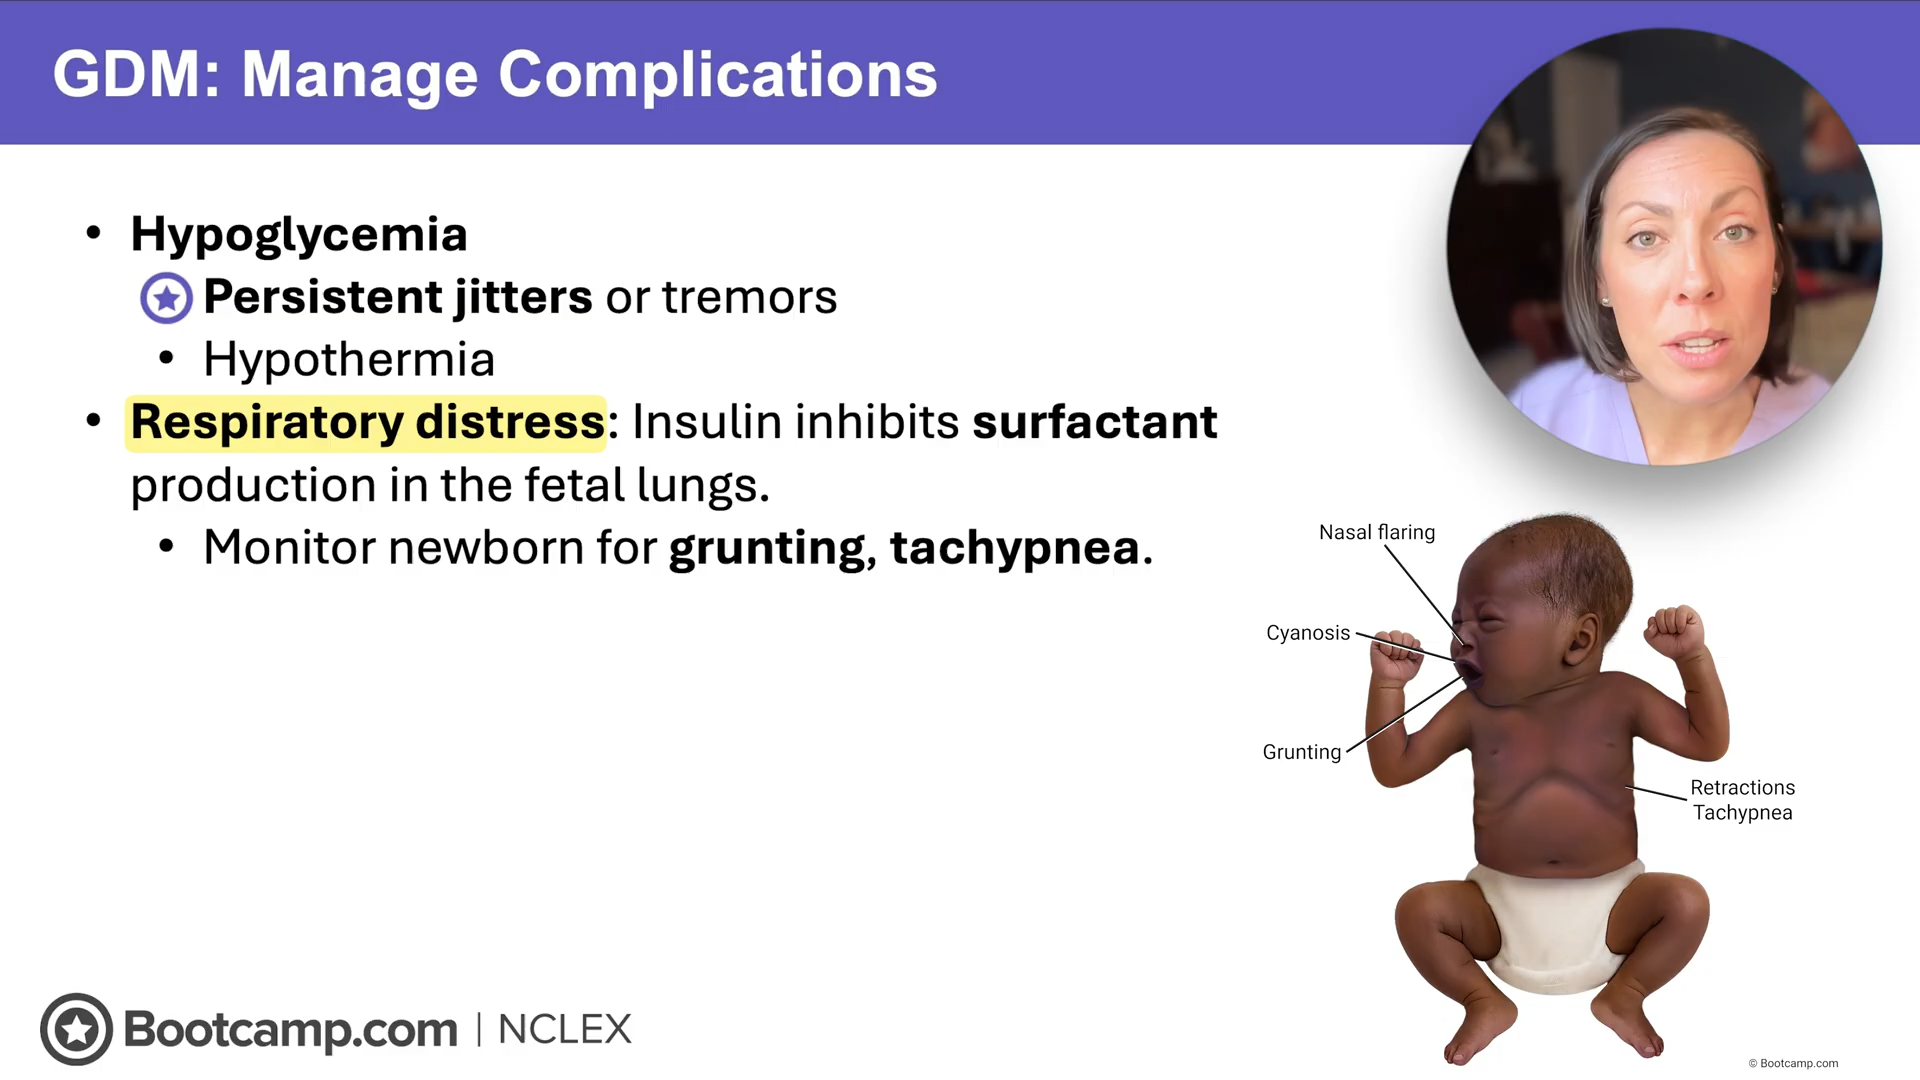 GDM: Manage Complications
• Hypoglycemia
Persistent jitters or tremors
• Hypothermia
• Respiratory distress: Insulin inhibits surfactant
production in the fetal lungs.
• Monitor newborn for grunting, tachypnea.
Nasal flaring
Cyanosis
Grunting
Retractions
Tachypnea
Bootcamp.com | NCLEX
© Bootcamp.com